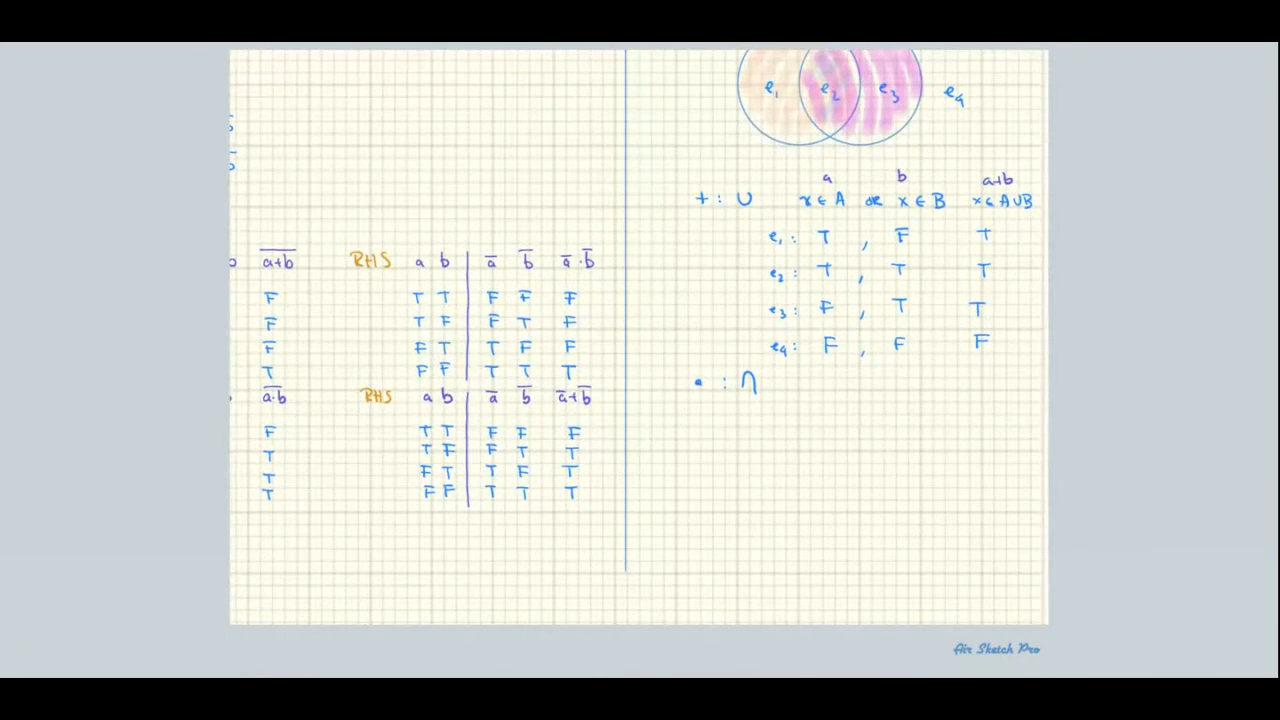 e₁ e₂ e₃ e₄
a b a+b
+ : ∪ x ∈ A or x ∈ B x ∈ A∪B
e₁ : T , F T
e₂ : T , T T
e₃ : F , T T
e₄ : F , F F
• : ∩
a̅+̅b̅ RHS a b a̅ b̅ a̅ · b̅
F T T F F F
F T F F T F
F F T T F F
T F F T T T
a̅·̅b̅ RHS a b a̅ b̅ a̅ + b̅
F T T F F F
T T F F T T
T F T T F T
T F F T T T
Air Sketch Pro